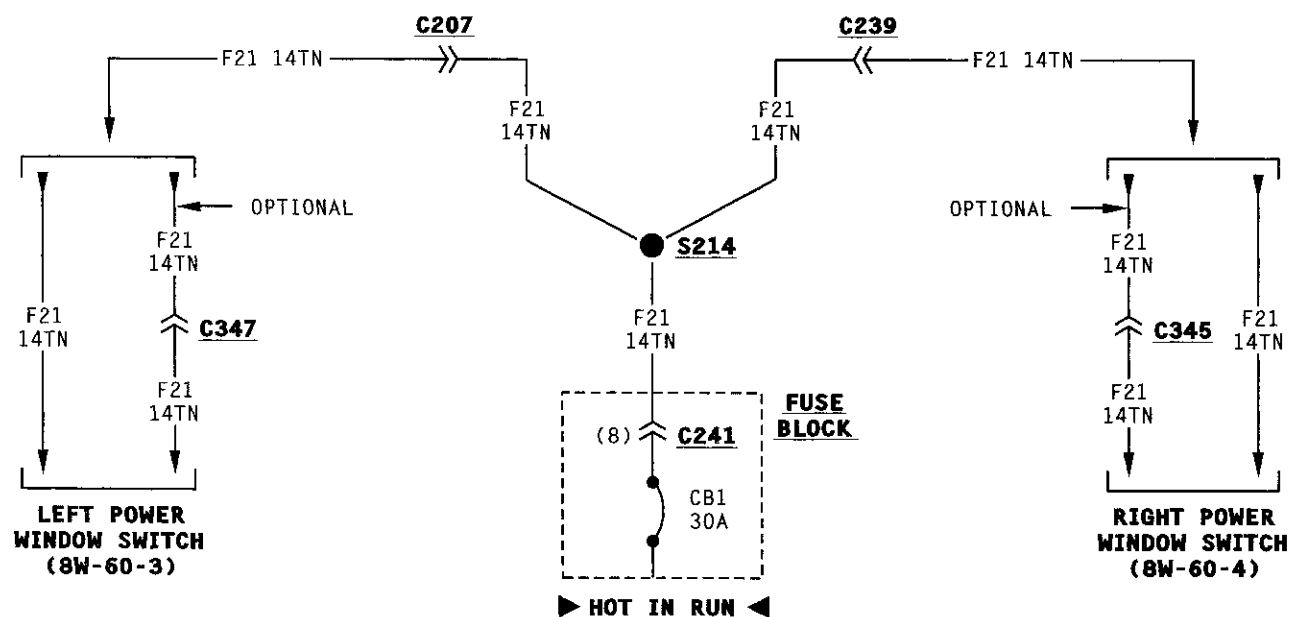 C207
C239
F21 14TN
F21 14TN
F21
14TN
F21
14TN
OPTIONAL
OPTIONAL
F21
14TN
F21
14TN
S214
F21
14TN
C347
F21
14TN
C345
F21
14TN
F21
14TN
F21
14TN
F21
14TN
FUSE
BLOCK
(8)
C241
CB1
30A
LEFT POWER
WINDOW SWITCH
(8W-60-3)
RIGHT POWER
WINDOW SWITCH
(8W-60-4)
HOT IN RUN